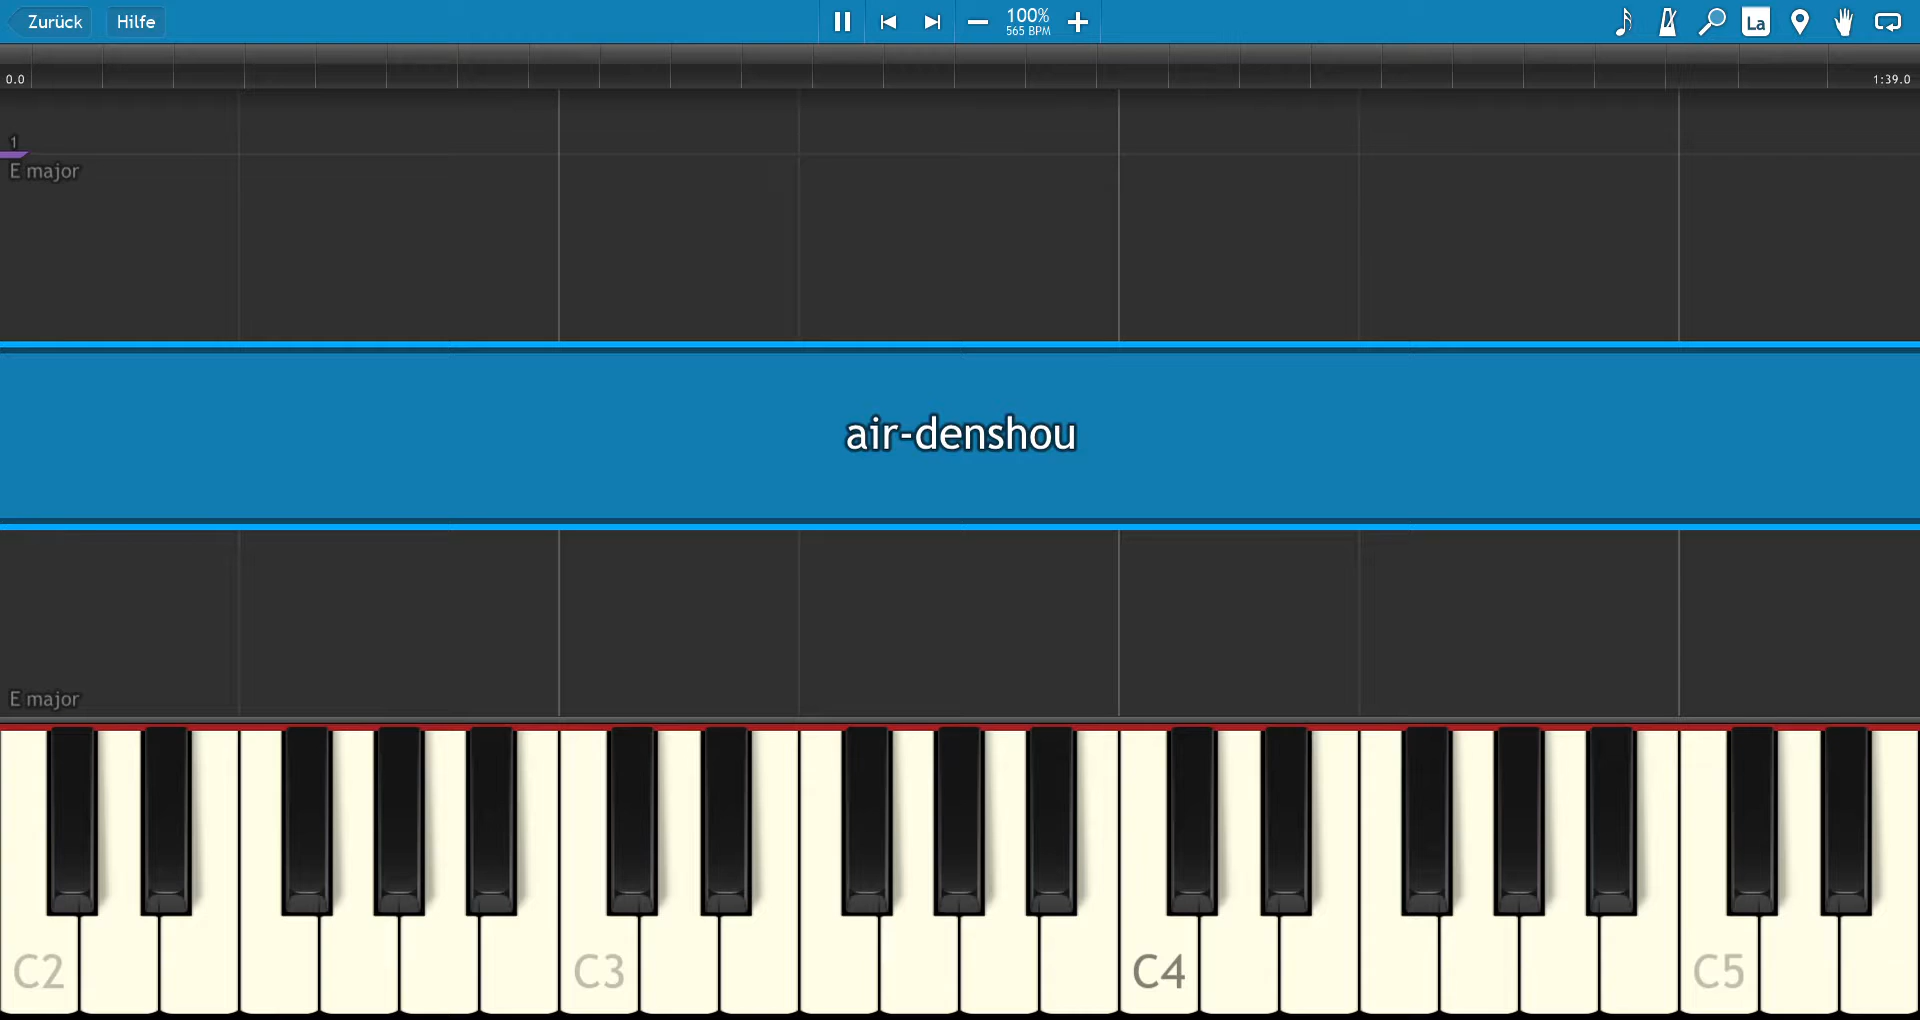 Zurück Hilfe 100% La
565 BPM
0.0 1:39.0
1
E major
air-denshou
E major
C2 C3 C4 C5